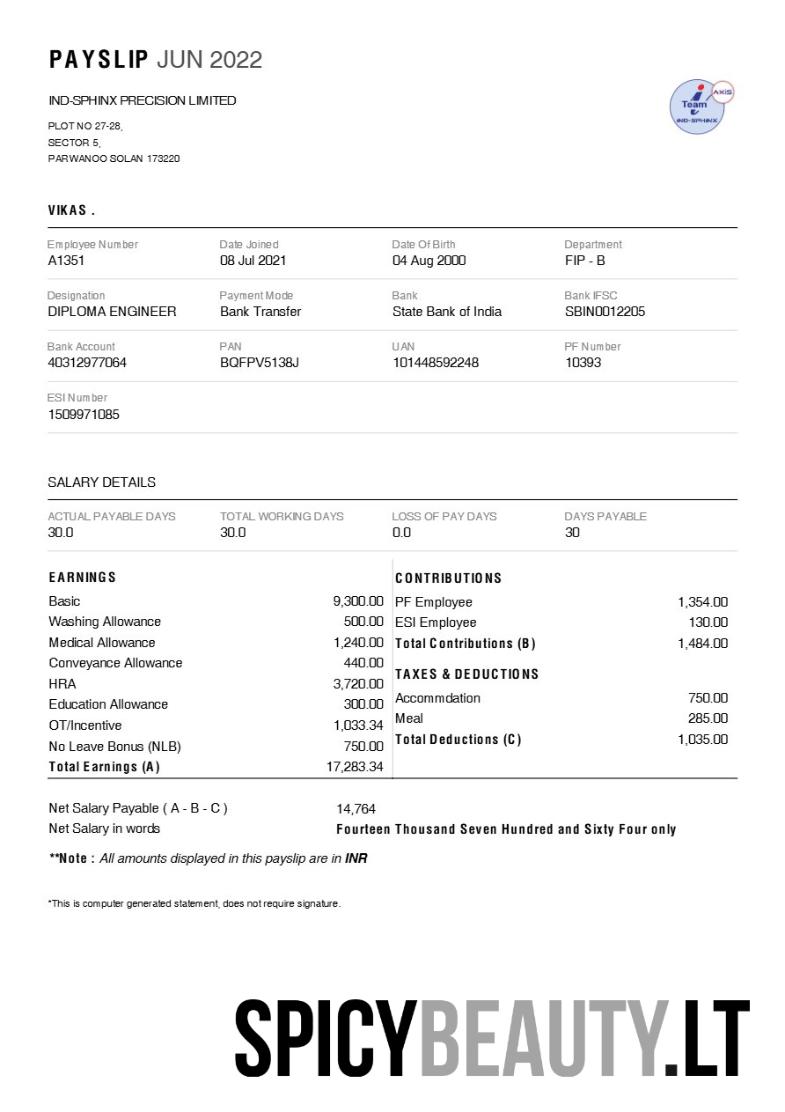 PAYSLIP JUN 2022
IND-SPHINX PRECISION LIMITED
PLOT NO 27-28,
SECTOR 5,
PARWANOO SOLAN 173220
Team
AXIS
IND-SPHINX
VIKAS .
Employee Number Date Joined Date Of Birth Department
A1351 08 Jul 2021 04 Aug 2000 FIP - B
Designation Payment Mode Bank Bank IFSC
DIPLOMA ENGINEER Bank Transfer State Bank of India SBIN0012205
Bank Account PAN UAN PF Number
40312977064 BQFPV5138J 101448592248 10393
ESI Number
1509971085
SALARY DETAILS
ACTUAL PAYABLE DAYS TOTAL WORKING DAYS LOSS OF PAY DAYS DAYS PAYABLE
30.0 30.0 0.0 30
EARNINGS
Basic 9,300.00
Washing Allowance 500.00
Medical Allowance 1,240.00
Conveyance Allowance 440.00
HRA 3,720.00
Education Allowance 300.00
OT/Incentive 1,033.34
No Leave Bonus (NLB) 750.00
Total Earnings (A) 17,283.34
CONTRIBUTIONS
PF Employee 1,354.00
ESI Employee 130.00
Total Contributions (B) 1,484.00
TAXES & DEDUCTIONS
Accommdation 750.00
Meal 285.00
Total Deductions (C) 1,035.00
Net Salary Payable ( A - B - C ) 14,764
Net Salary in words Fourteen Thousand Seven Hundred and Sixty Four only
**Note : All amounts displayed in this payslip are in INR
*This is computer generated statement, does not require signature.
SPICYBEAUTY.LT